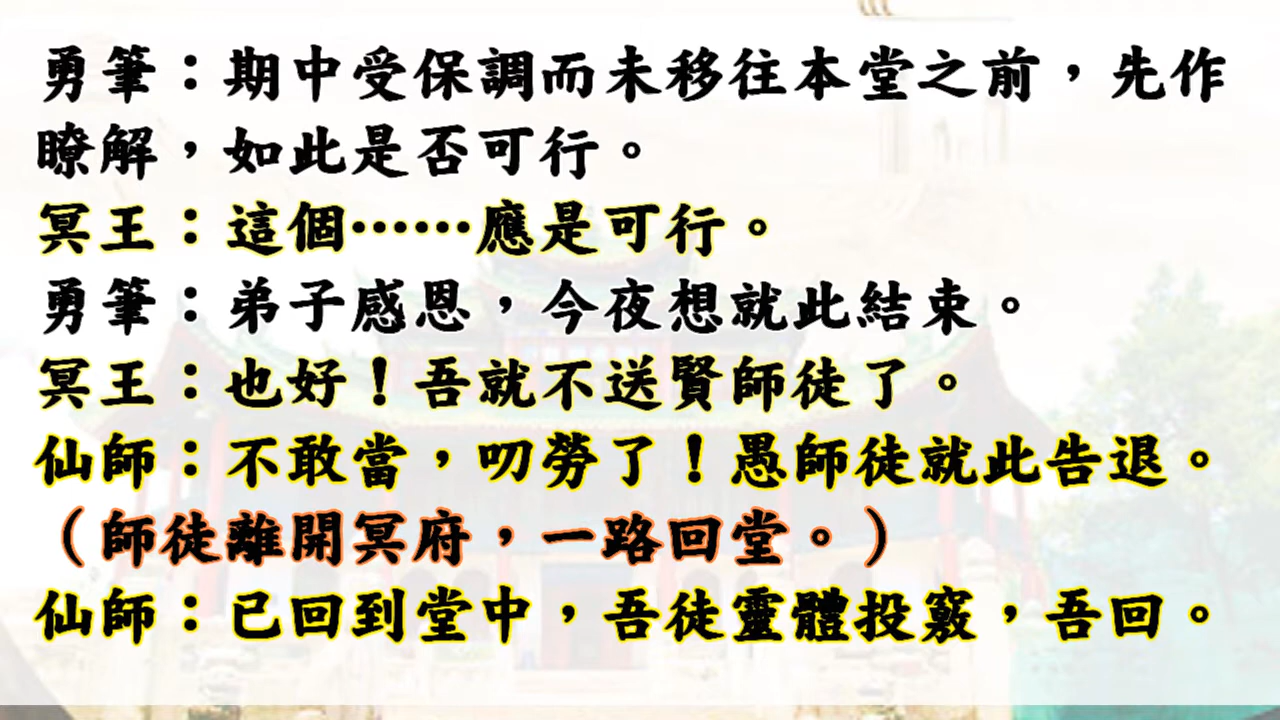 勇筆：期中受保調而未移往本堂之前，先作
瞭解，如此是否可行。
冥王：這個……應是可行。
勇筆：弟子感恩，今夜想就此結束。
冥王：也好！吾就不送賢師徒了。
仙師：不敢當，叨勞了！愚師徒就此告退。
（師徒離開冥府，一路回堂。）
仙師：已回到堂中，吾徒靈體投竅，吾回。